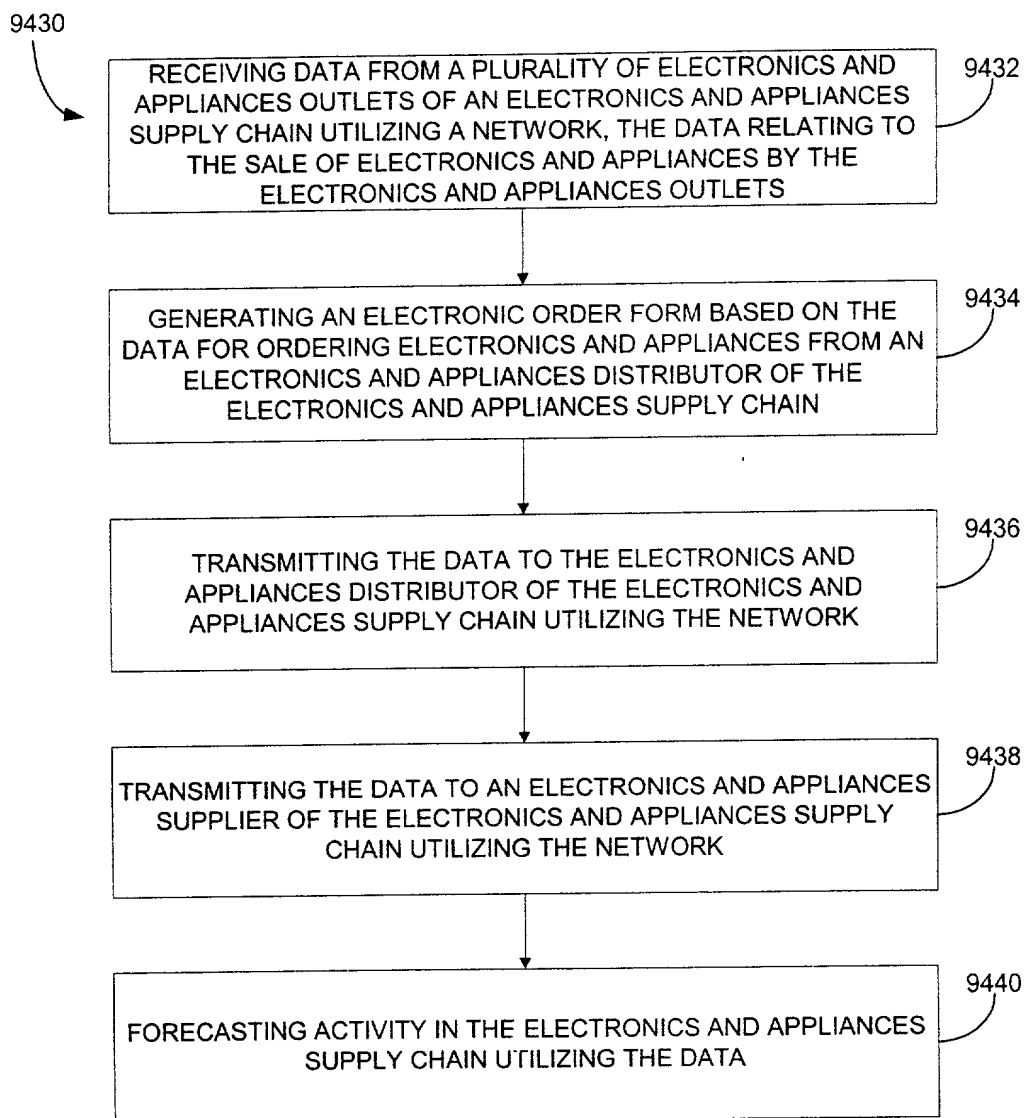 9430
RECEIVING DATA FROM A PLURALITY OF ELECTRONICS AND
APPLIANCES OUTLETS OF AN ELECTRONICS AND APPLIANCES
SUPPLY CHAIN UTILIZING A NETWORK, THE DATA RELATING TO
THE SALE OF ELECTRONICS AND APPLIANCES BY THE
ELECTRONICS AND APPLIANCES OUTLETS
9432
GENERATING AN ELECTRONIC ORDER FORM BASED ON THE
DATA FOR ORDERING ELECTRONICS AND APPLIANCES FROM AN
ELECTRONICS AND APPLIANCES DISTRIBUTOR OF THE
ELECTRONICS AND APPLIANCES SUPPLY CHAIN
9434
TRANSMITTING THE DATA TO THE ELECTRONICS AND
APPLIANCES DISTRIBUTOR OF THE ELECTRONICS AND
APPLIANCES SUPPLY CHAIN UTILIZING THE NETWORK
9436
TRANSMITTING THE DATA TO AN ELECTRONICS AND APPLIANCES
SUPPLIER OF THE ELECTRONICS AND APPLIANCES SUPPLY
CHAIN UTILIZING THE NETWORK
9438
FORECASTING ACTIVITY IN THE ELECTRONICS AND APPLIANCES
SUPPLY CHAIN UTILIZING THE DATA
9440